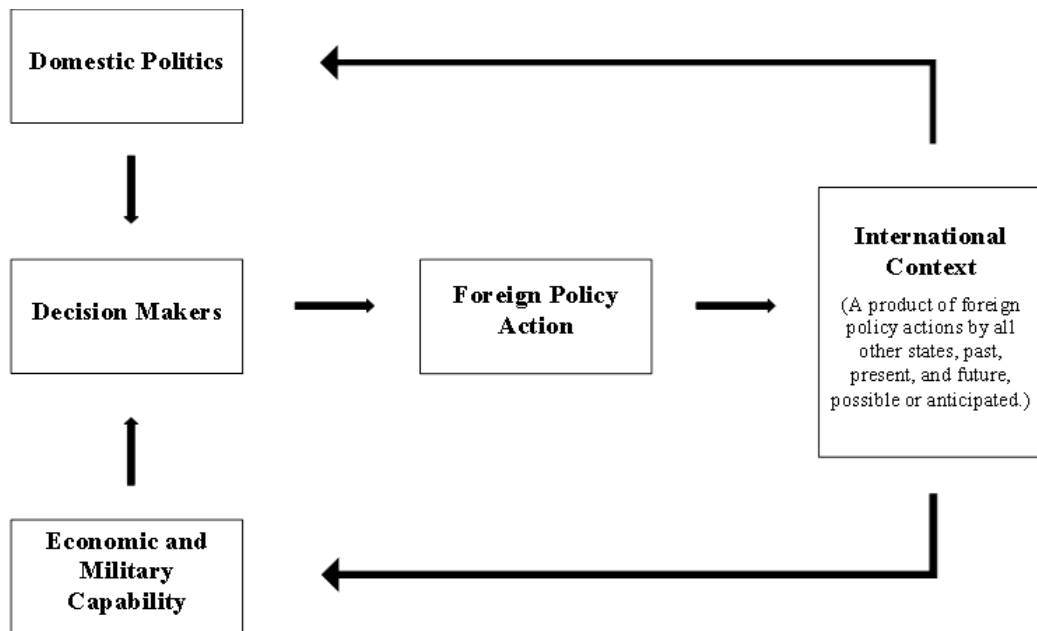 Domestic Politics
Decision Makers
Foreign Policy
Action
International
Context
(A product of foreign
policy actions by all
other states, past,
present, and future,
possible or anticipated.)
Economic and
Military
Capability